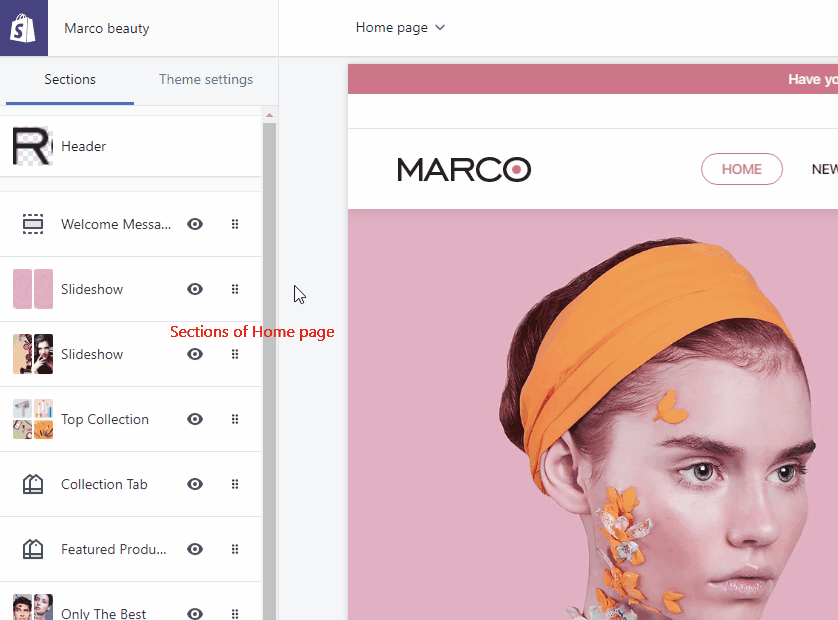 Marco beauty
Home page
Sections
Theme settings
Header
Welcome Messa...
Slideshow
Sections of Home page
Slideshow
Top Collection
Collection Tab
Featured Produ...
Only The Best
Have yo
MARCO
HOME
NEW